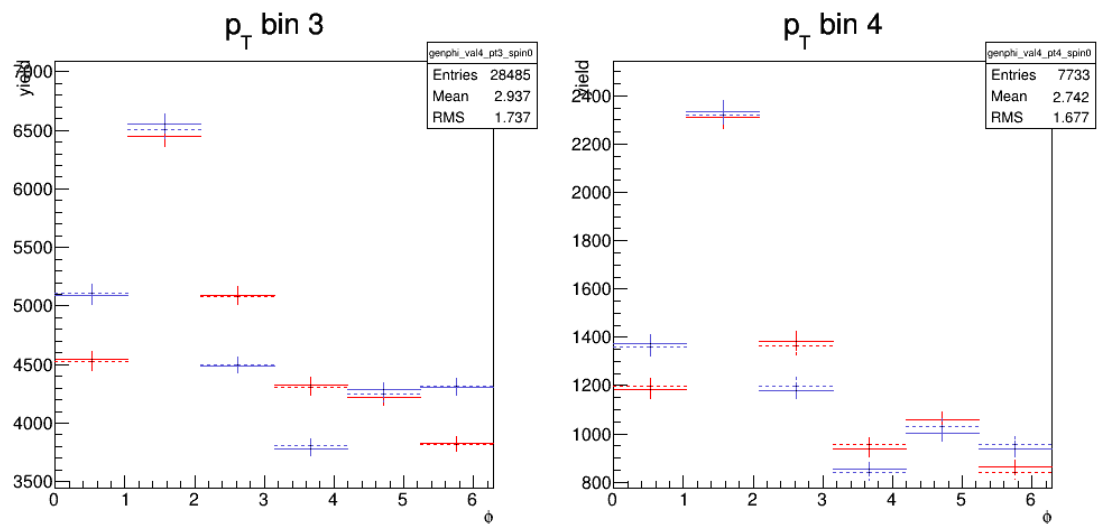 p_T bin 3
genphi_val4_pt3_spin0
Entries 28485
Mean 2.937
RMS 1.737
yield
7000
6500
6000
5500
5000
4500
4000
3500
0 1 2 3 4 5 6
ϕ
p_T bin 4
genphi_val4_pt4_spin0
Entries 7733
Mean 2.742
RMS 1.677
yield
2400
2200
2000
1800
1600
1400
1200
1000
800
0 1 2 3 4 5 6
ϕ